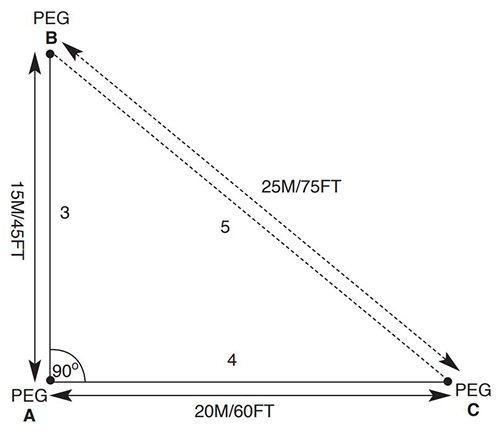 PEG
B
25M/75FT
15M/45FT
3
5
4
90°
PEG
A
PEG
C
20M/60FT